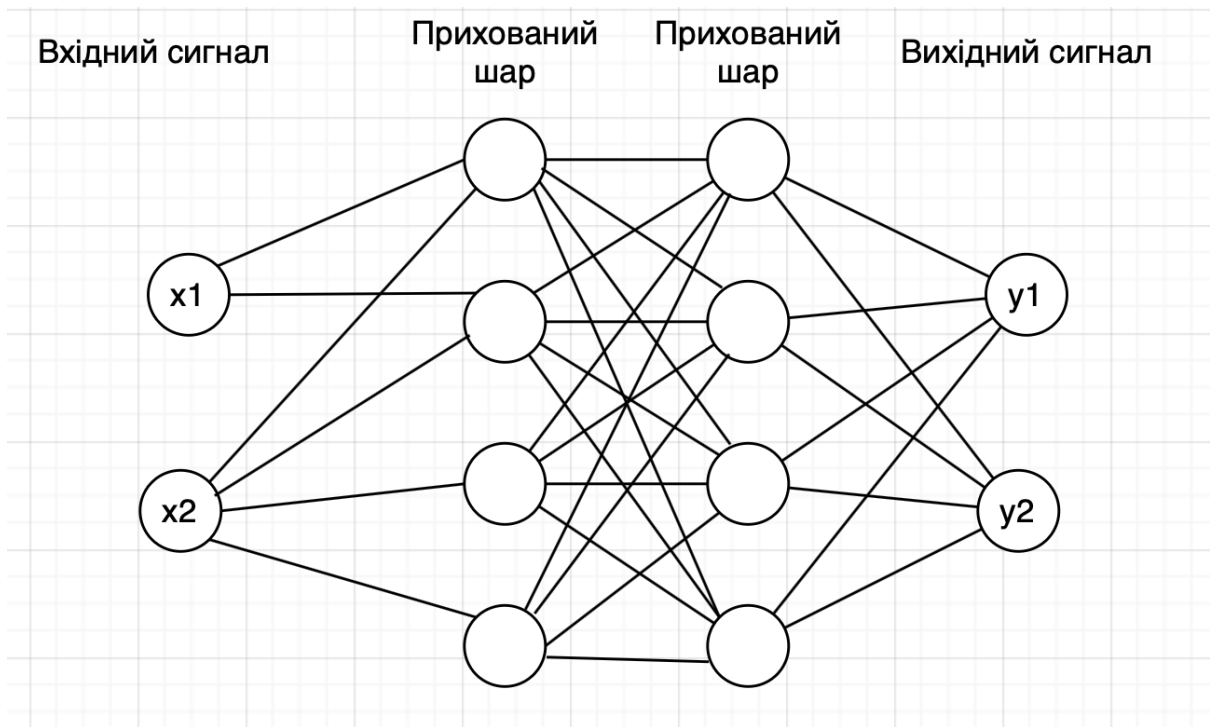 Вхідний сигнал
Прихований
шар
Прихований
шар
Вихідний сигнал
x1
x2
y1
y2